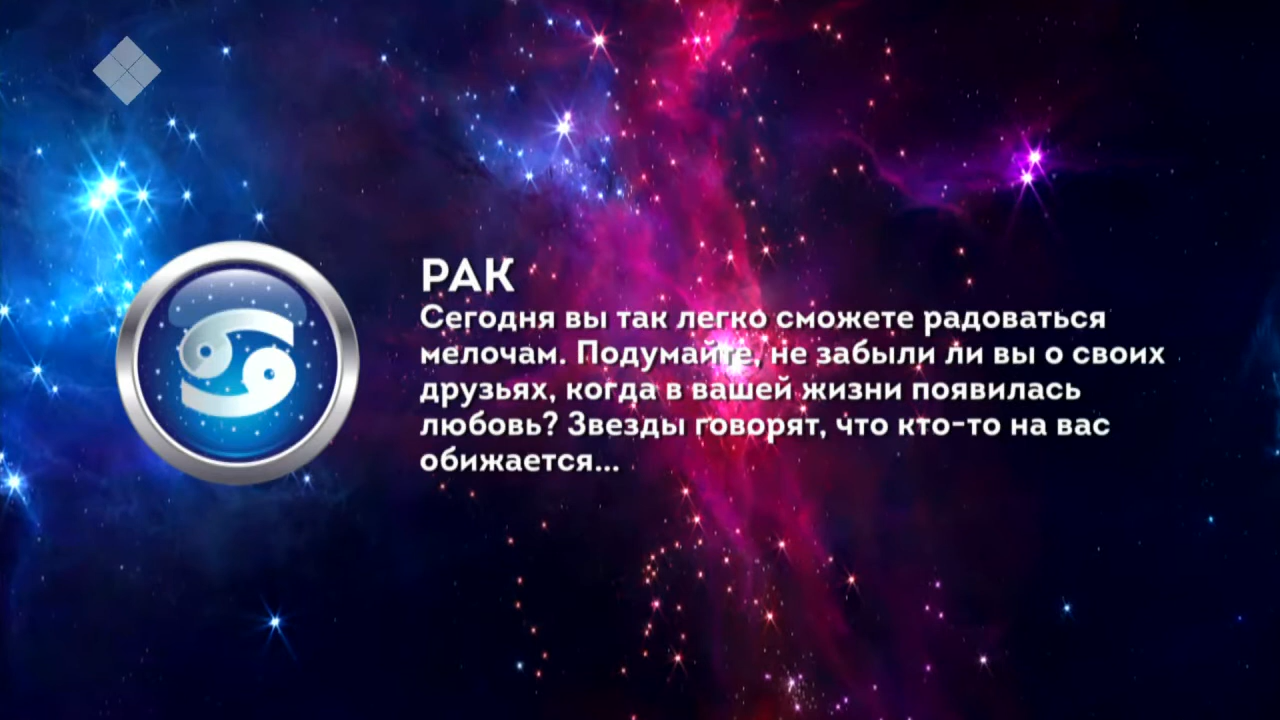 РАК
Сегодня вы так легко сможете радоваться
мелочам. Подумайте, не забыли ли вы о своих
друзьях, когда в вашей жизни появилась
любовь? Звезды говорят, что кто-то на вас
обижается...